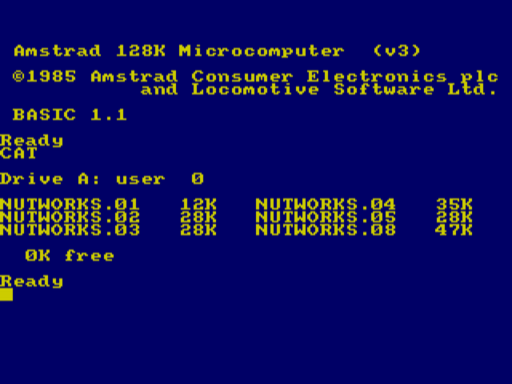 Amstrad 128K Microcomputer (v3)
©1985 Amstrad Consumer Electronics plc
and Locomotive Software Ltd.
BASIC 1.1
Ready
CAT
Drive A: user 0
NUTWORKS.01 12K NUTWORKS.04 35K
NUTWORKS.02 28K NUTWORKS.05 28K
NUTWORKS.03 28K NUTWORKS.08 47K
0K free
Ready